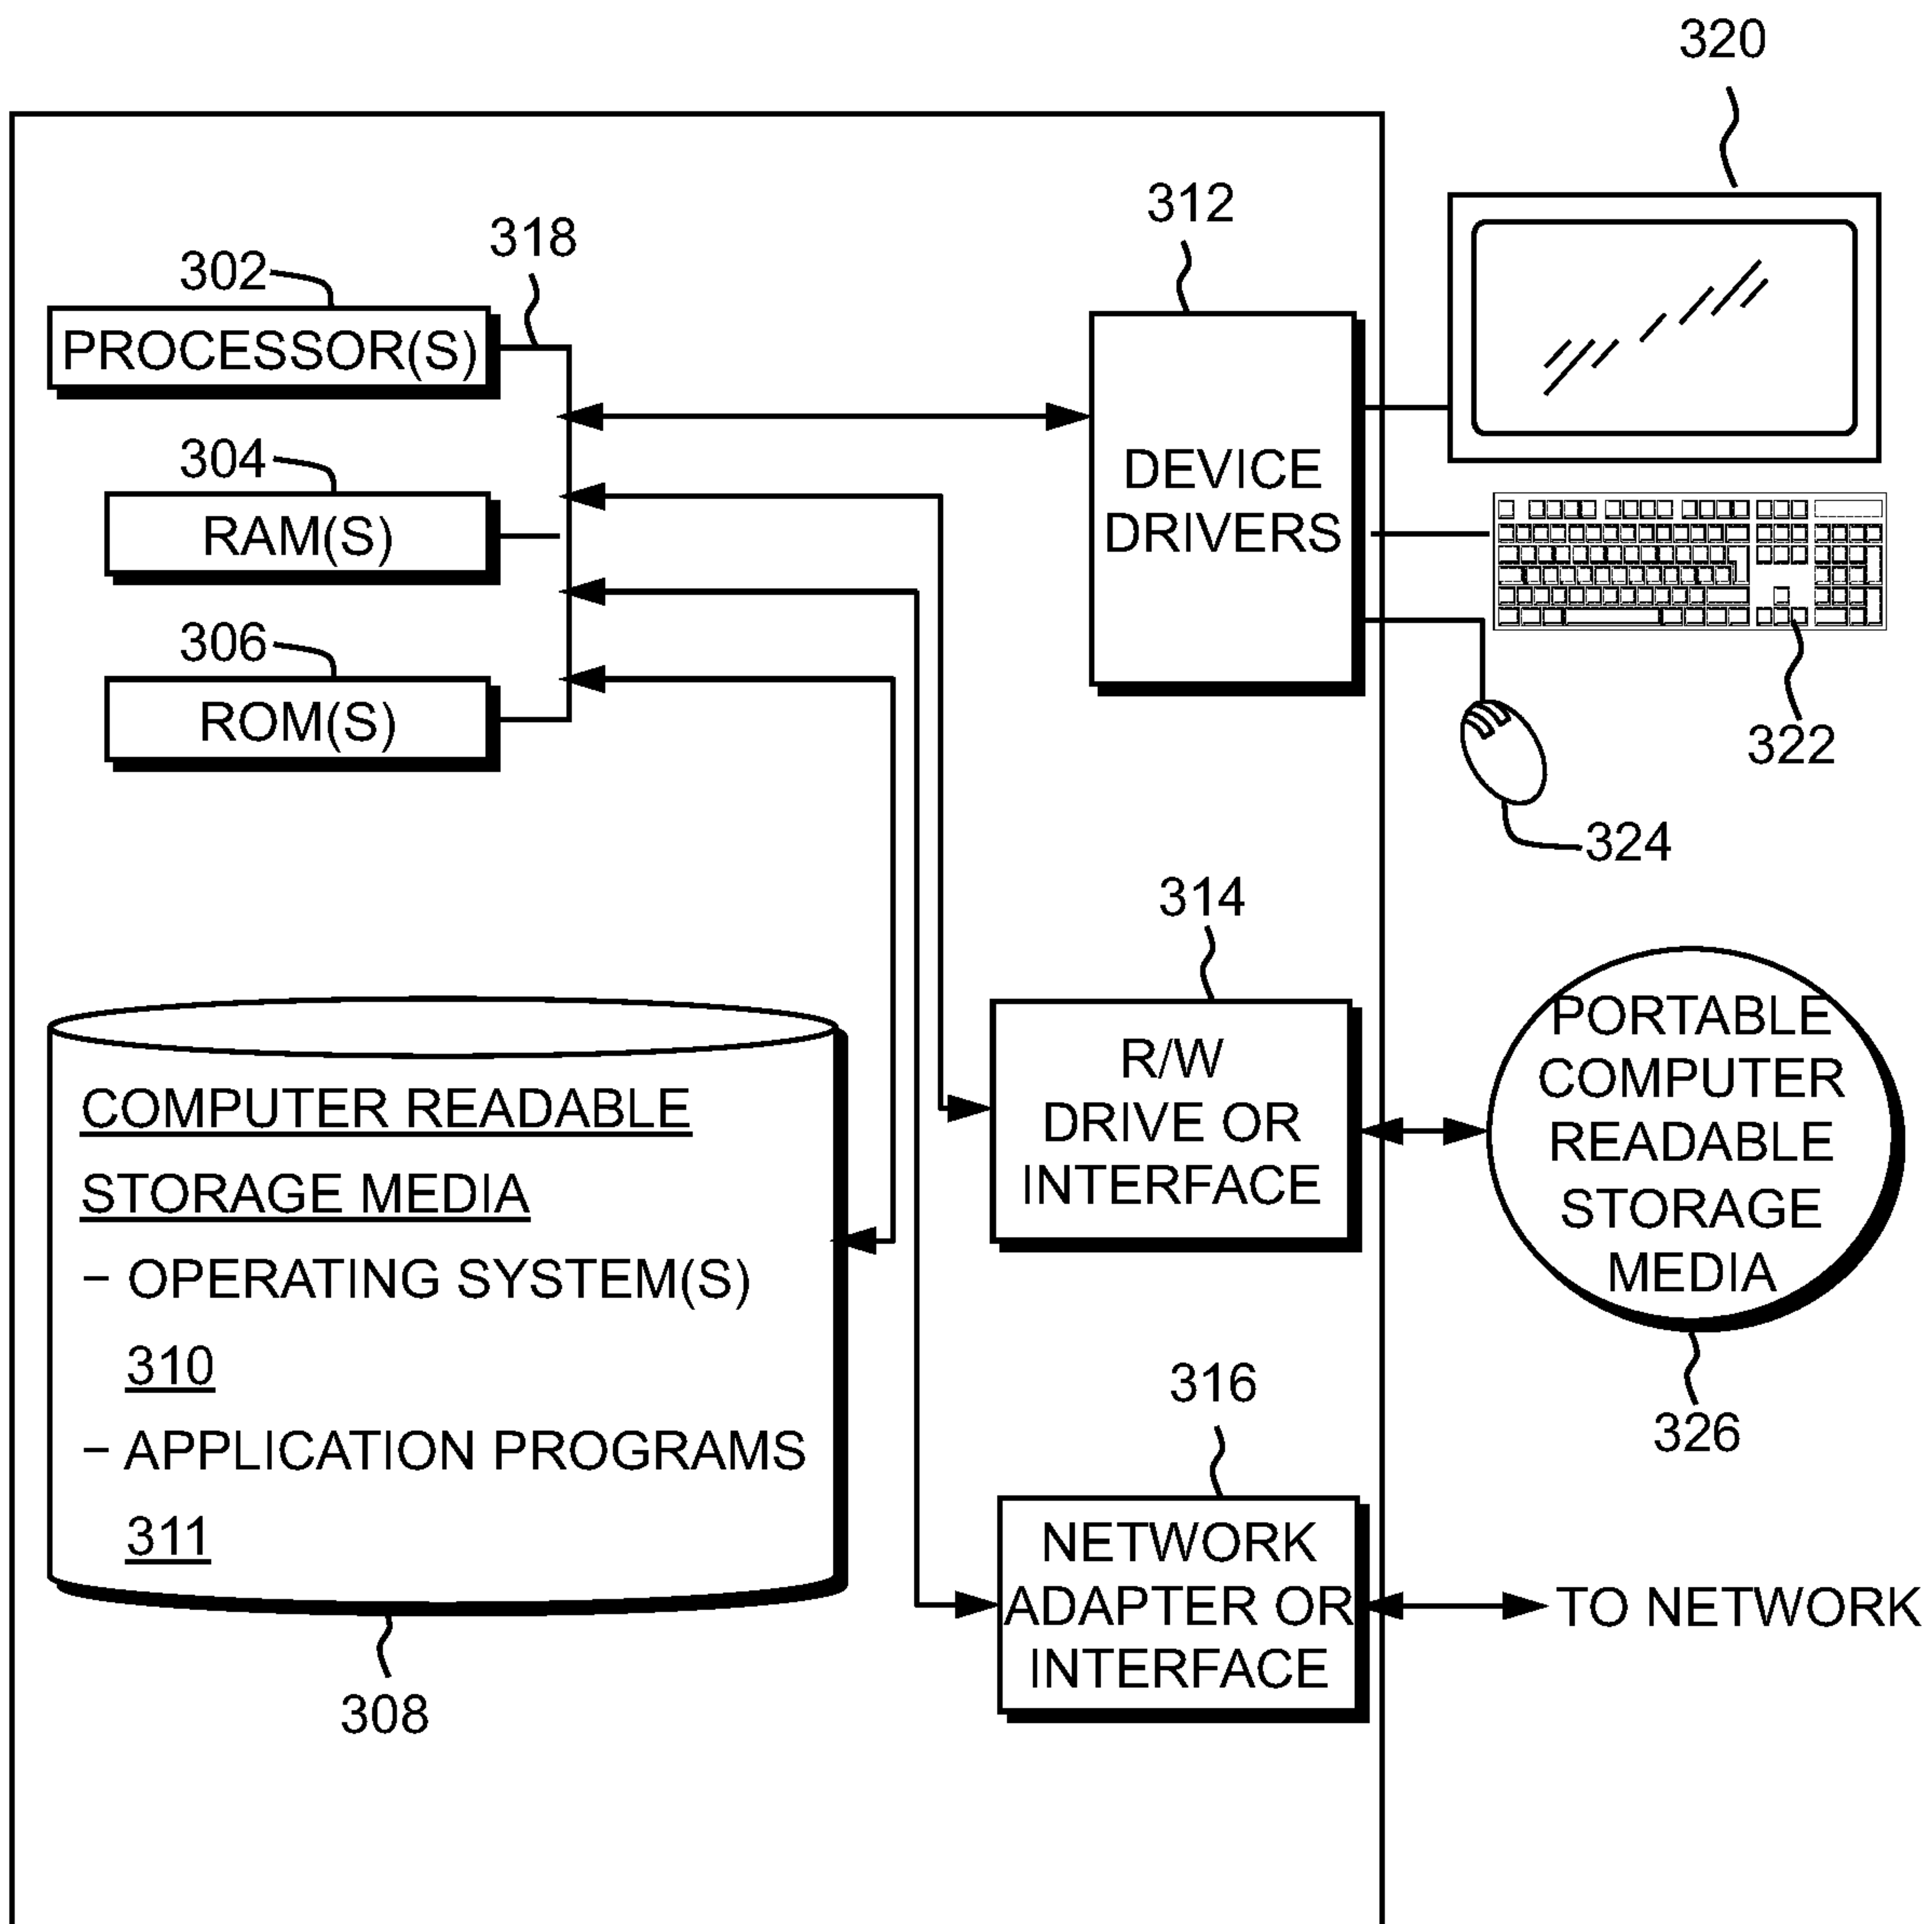 320
312
318
302
PROCESSOR(S)
304
RAM(S)
306
ROM(S)
DEVICE
DRIVERS
322
324
314
R/W
DRIVE OR
INTERFACE
PORTABLE
COMPUTER
READABLE
STORAGE
MEDIA
326
COMPUTER READABLE
STORAGE MEDIA
– OPERATING SYSTEM(S)
310
– APPLICATION PROGRAMS
311
308
316
NETWORK
ADAPTER OR
INTERFACE
TO NETWORK